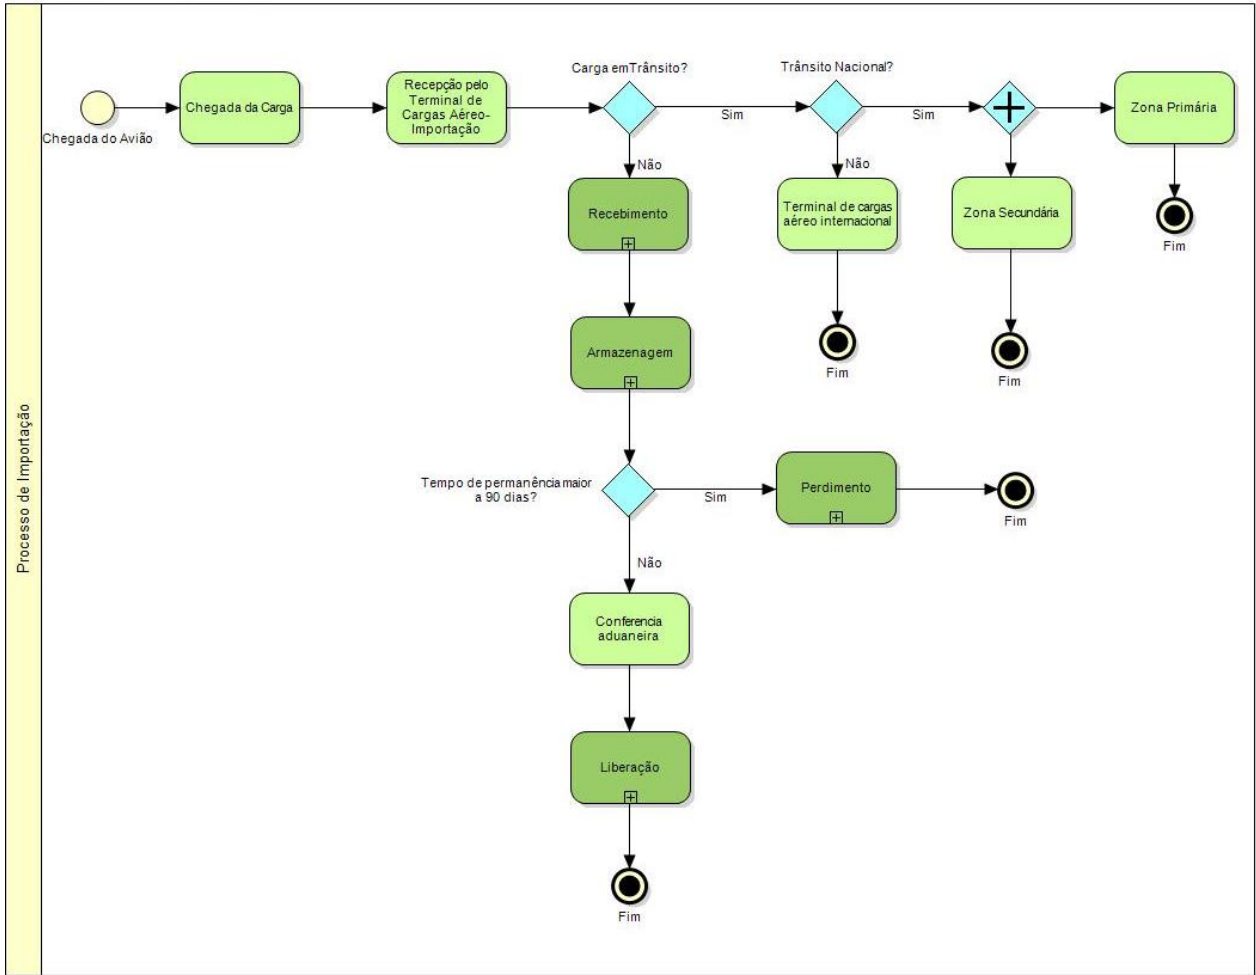 Processo de Importação
Chegada do Avião
Chegada da Carga
Recepção pelo
Terminal de
Cargas Aéreo-
Importação
Carga em Trânsito?
Sim
Não
Trânsito Nacional?
Sim
Não
Zona Primária
Fim
Recebimento
Terminal de cargas
aéreo internacional
Fim
Zona Secundária
Fim
Armazenagem
Tempo de permanência maior
a 90 dias?
Sim
Perdimento
Fim
Não
Conferencia
aduaneira
Liberação
Fim